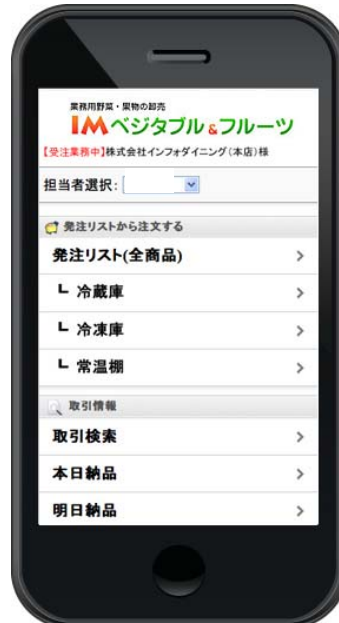 業務用野菜・果物の卸売
IMベジタブル&フルーツ
【受注業務中】株式会社インフォダイニング(本店)様
担当者選択:
発注リストから注文する
発注リスト(全商品)
┗ 冷蔵庫
┗ 冷凍庫
┗ 常温棚
取引情報
取引検索
本日納品
明日納品